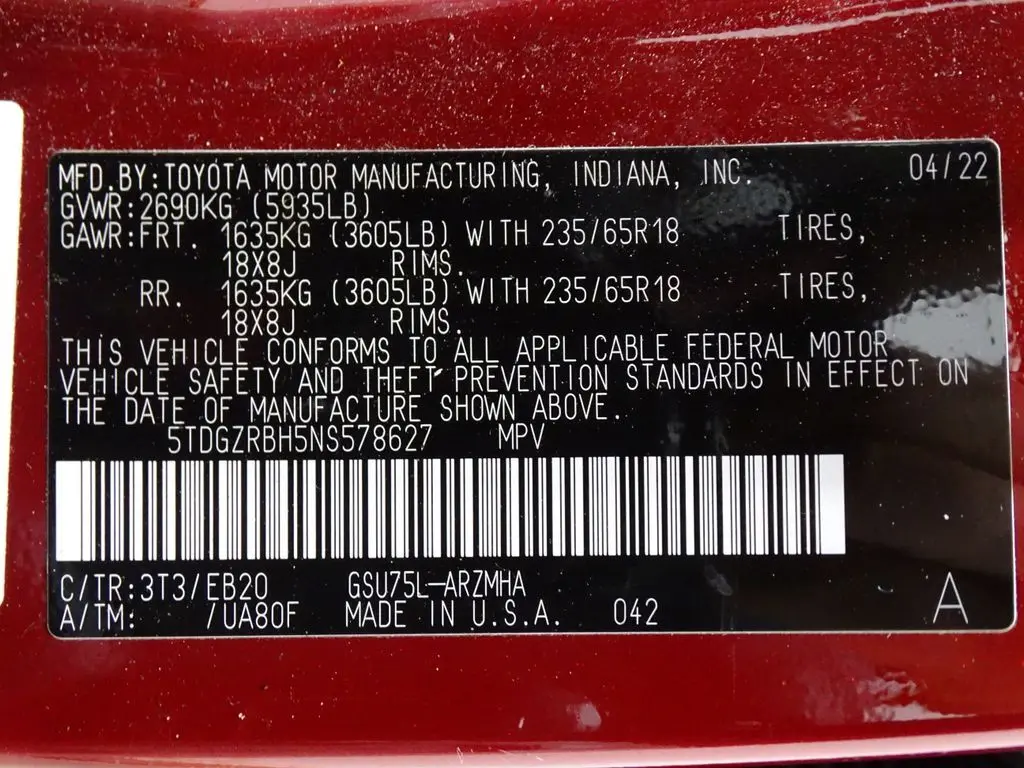 MFD.BY:TOYOTA MOTOR MANUFACTURING, INDIANA, INC. 04/22
GVWR:2690KG (5935LB)
GAWR:FRT. 1635KG (3605LB) WITH 235/65R18 TIRES,
18X8J RIMS.
RR. 1635KG (3605LB) WITH 235/65R18 TIRES,
18X8J RIMS.
THIS VEHICLE CONFORMS TO ALL APPLICABLE FEDERAL MOTOR
VEHICLE SAFETY AND THEFT PREVENTION STANDARDS IN EFFECT ON
THE DATE OF MANUFACTURE SHOWN ABOVE.
5TDGZRBH5NS578627 MPV
C/TR:3T3/EB20 GSU75L-ARZMHA
A/TM: /UA80F MADE IN U.S.A. 042 A